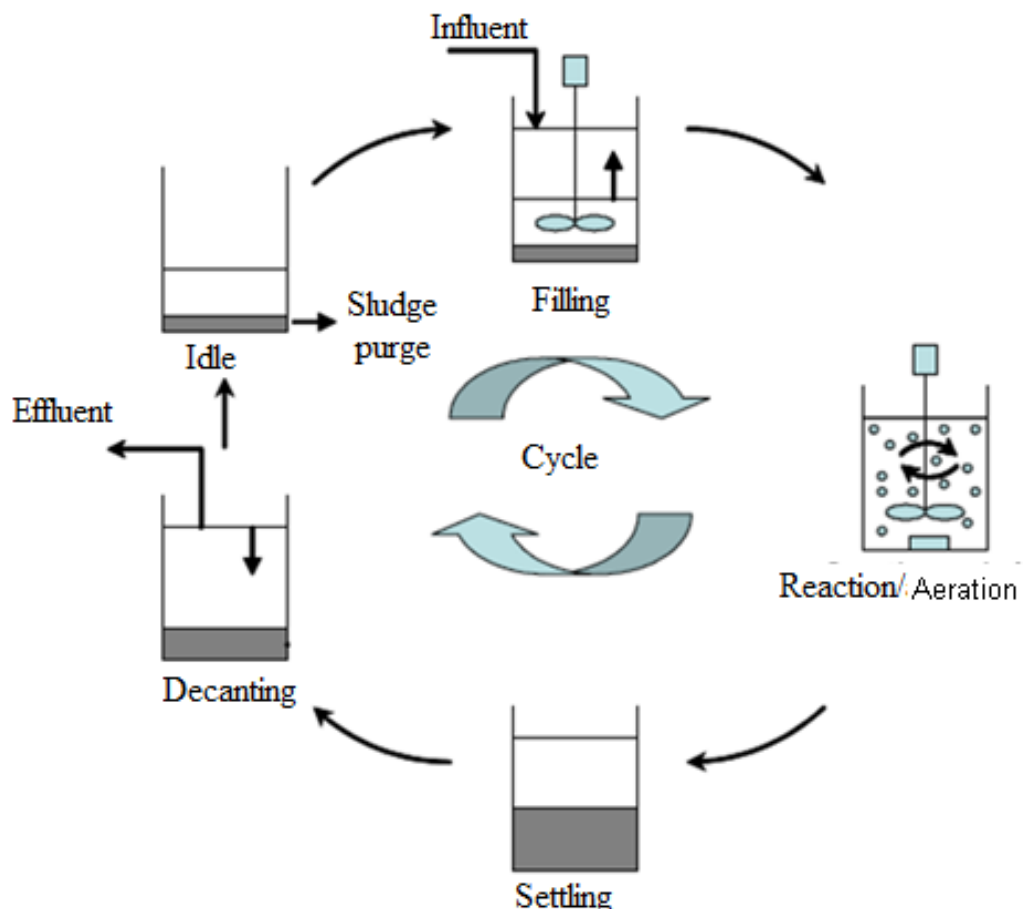 Influent
Filling
Sludge
purge
Idle
Effluent
Cycle
Reaction/
Aeration
Decanting
Settling